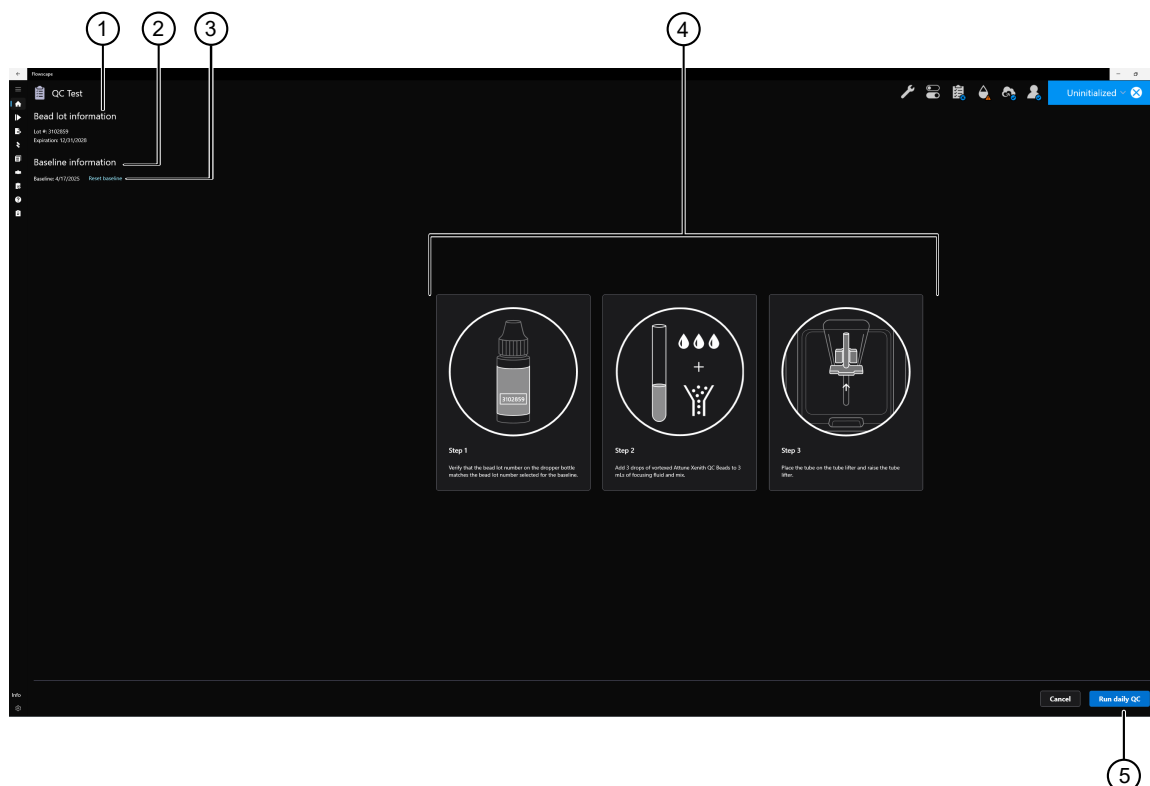 1 2 3 4
Flowscape
QC Test
Uninitialized
Bead lot information
Lot #: 3102859
Expiration: 12/31/2028
Baseline information
Baseline: 4/17/2025 Reset baseline
3102859
Step 1
Verify that the bead lot number on the dropper bottle
matches the bead lot number selected for the baseline.
Step 2
Add 3 drops of vortexed Attune Xenith QC Beads to 3
mLs of focusing fluid and mix.
Step 3
Place the tube on the tube lifter and raise the tube
lifter.
Info
Cancel Run daily QC
5